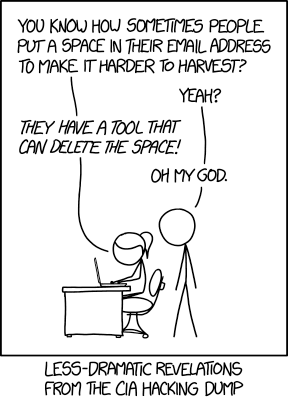 YOU KNOW HOW SOMETIMES PEOPLE
PUT A SPACE IN THEIR EMAIL ADDRESS
TO MAKE IT HARDER TO HARVEST?
YEAH?
THEY HAVE A TOOL THAT
CAN DELETE THE SPACE!
OH MY GOD.
LESS-DRAMATIC REVELATIONS
FROM THE CIA HACKING DUMP